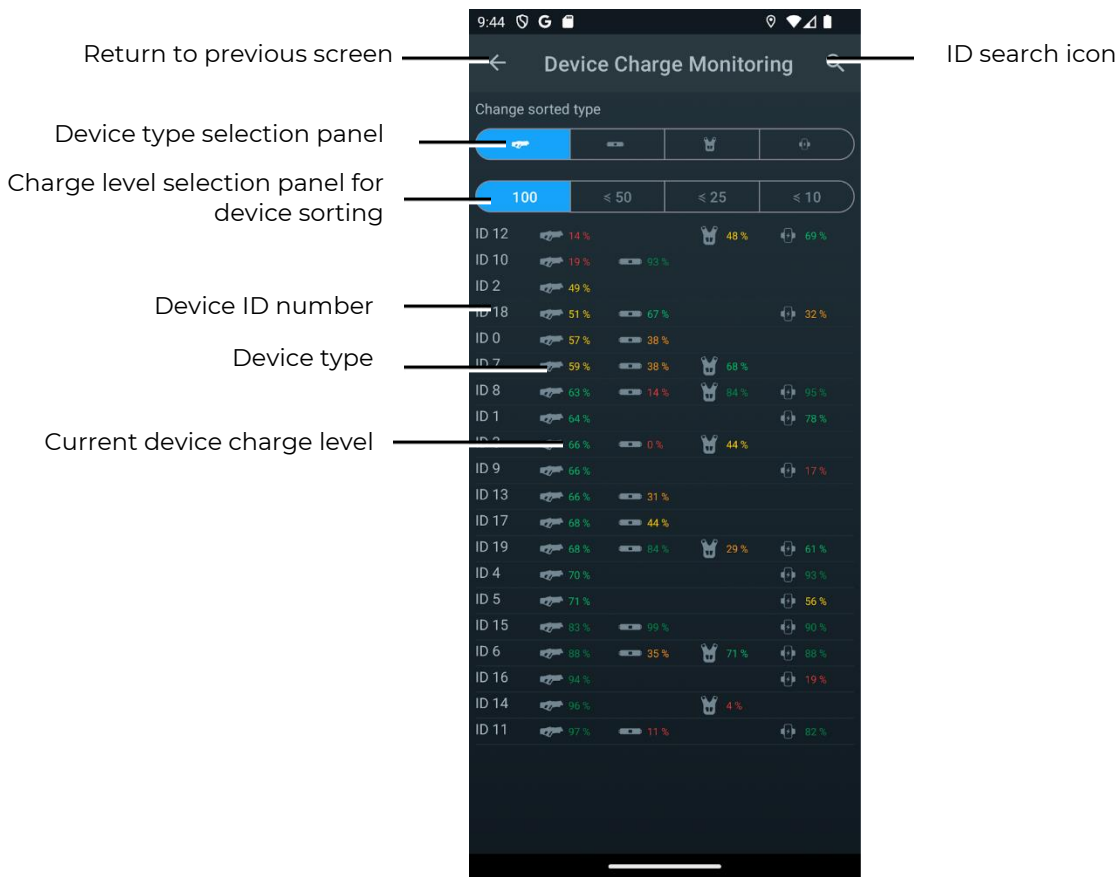 9:44 G
Return to previous screen
Device Charge Monitoring
ID search icon
Change sorted type
Device type selection panel
Charge level selection panel for
device sorting
100 ⩽ 50 ⩽ 25 ⩽ 10
ID 12 14 % 48 % 69 %
ID 10 19 % 93 %
ID 2 49 %
Device ID number
ID 18 51 % 67 % 32 %
ID 0 57 % 38 %
Device type
ID 7 59 % 38 % 68 %
ID 8 63 % 14 % 84 % 95 %
ID 1 64 % 78 %
Current device charge level
ID 3 66 % 0 % 44 %
ID 9 66 % 17 %
ID 13 66 % 31 %
ID 17 68 % 44 %
ID 19 68 % 84 % 29 % 61 %
ID 4 70 % 93 %
ID 5 71 % 56 %
ID 15 83 % 99 % 90 %
ID 6 88 % 35 % 71 % 88 %
ID 16 94 % 19 %
ID 14 96 % 4 %
ID 11 97 % 11 % 82 %